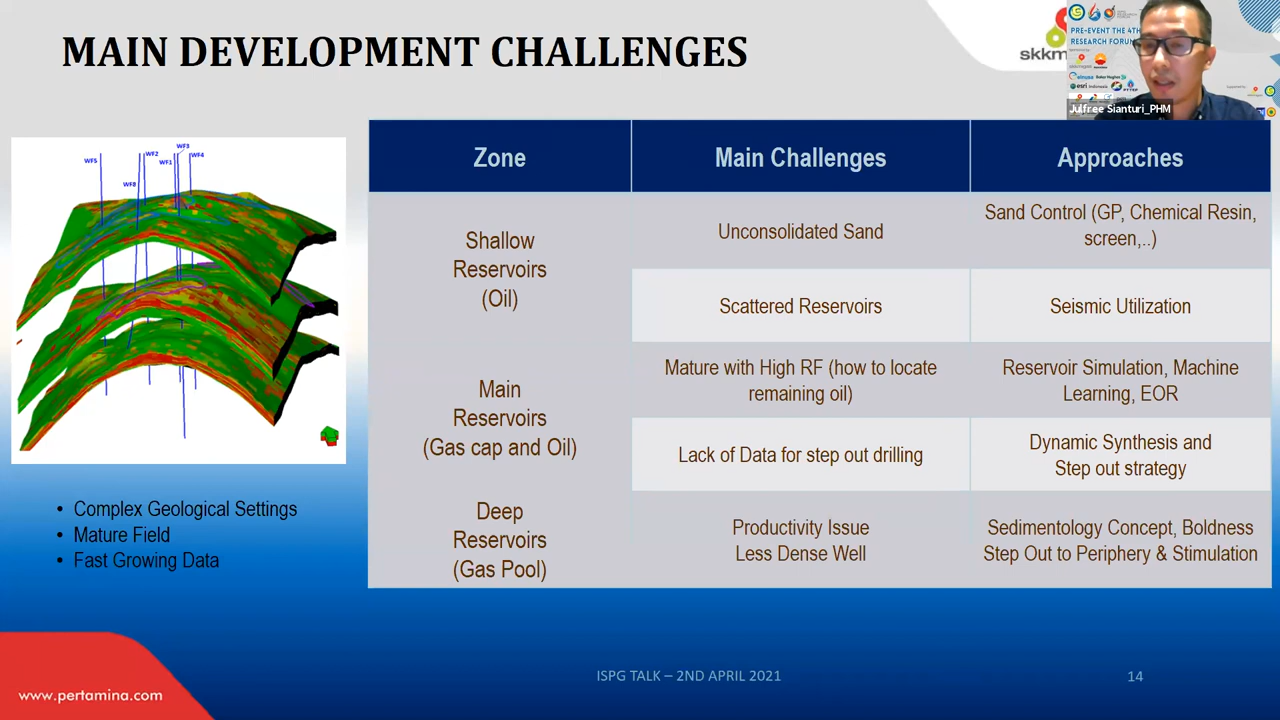 MAIN DEVELOPMENT CHALLENGES
skkm
PRE-EVENT THE 4TH
RESEARCH FORUM
Julfree Sianturi_PHM
WF5
WF2
WF3
WF4
WF1
Zone
Main Challenges
Approaches
Shallow
Reservoirs
(Oil)
Unconsolidated Sand
Sand Control (GP, Chemical Resin,
screen,..)
Scattered Reservoirs
Seismic Utilization
Main
Reservoirs
(Gas cap and Oil)
Mature with High RF (how to locate
remaining oil)
Reservoir Simulation, Machine
Learning, EOR
Lack of Data for step out drilling
Dynamic Synthesis and
Step out strategy
Deep
Reservoirs
(Gas Pool)
Productivity Issue
Less Dense Well
Sedimentology Concept, Boldness
Step Out to Periphery & Stimulation
• Complex Geological Settings
• Mature Field
• Fast Growing Data
www.pertamina.com
ISPG TALK – 2ND APRIL 2021
14